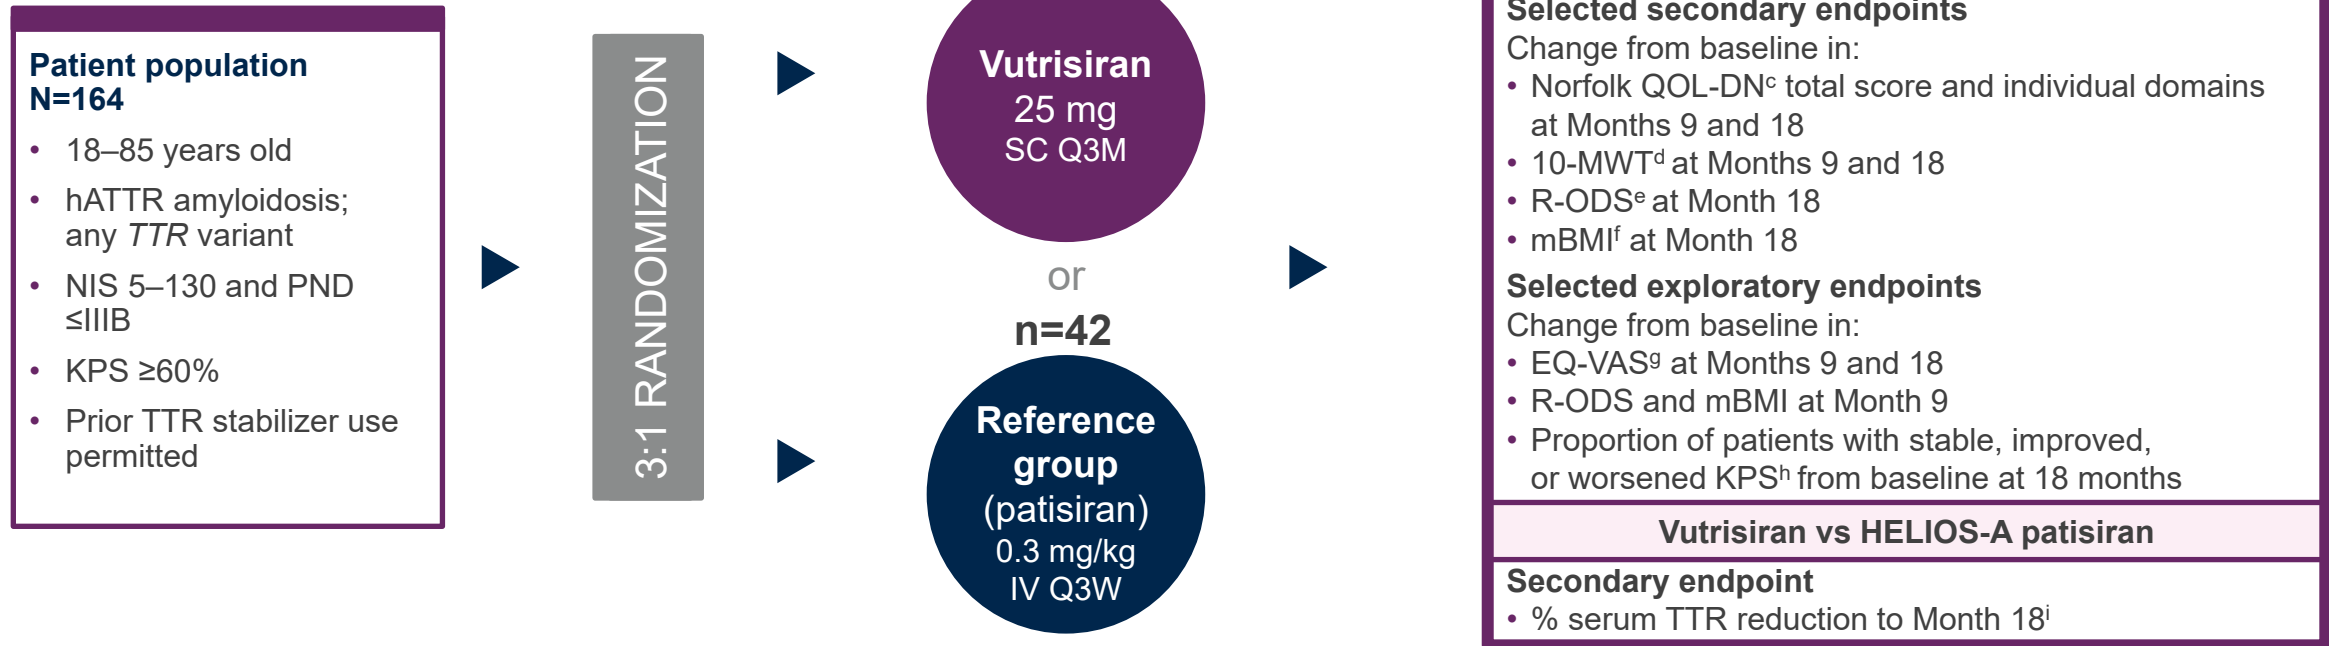 Patient population
N=164
• 18–85 years old
• hATTR amyloidosis;
any TTR variant
• NIS 5–130 and PND
≤IIIB
• KPS ≥60%
• Prior TTR stabilizer use
permitted
3:1 RANDOMIZATION
Vutrisiran
25 mg
SC Q3M
or
n=42
Reference
group
(patisiran)
0.3 mg/kg
IV Q3W
Selected secondary endpoints
Change from baseline in:
• Norfolk QOL-DNᶜ total score and individual domains
at Months 9 and 18
• 10-MWTᵈ at Months 9 and 18
• R-ODSᵉ at Month 18
• mBMIᶠ at Month 18
Selected exploratory endpoints
Change from baseline in:
• EQ-VASᵍ at Months 9 and 18
• R-ODS and mBMI at Month 9
• Proportion of patients with stable, improved,
or worsened KPSʰ from baseline at 18 months
Vutrisiran vs HELIOS-A patisiran
Secondary endpoint
• % serum TTR reduction to Month 18ⁱ